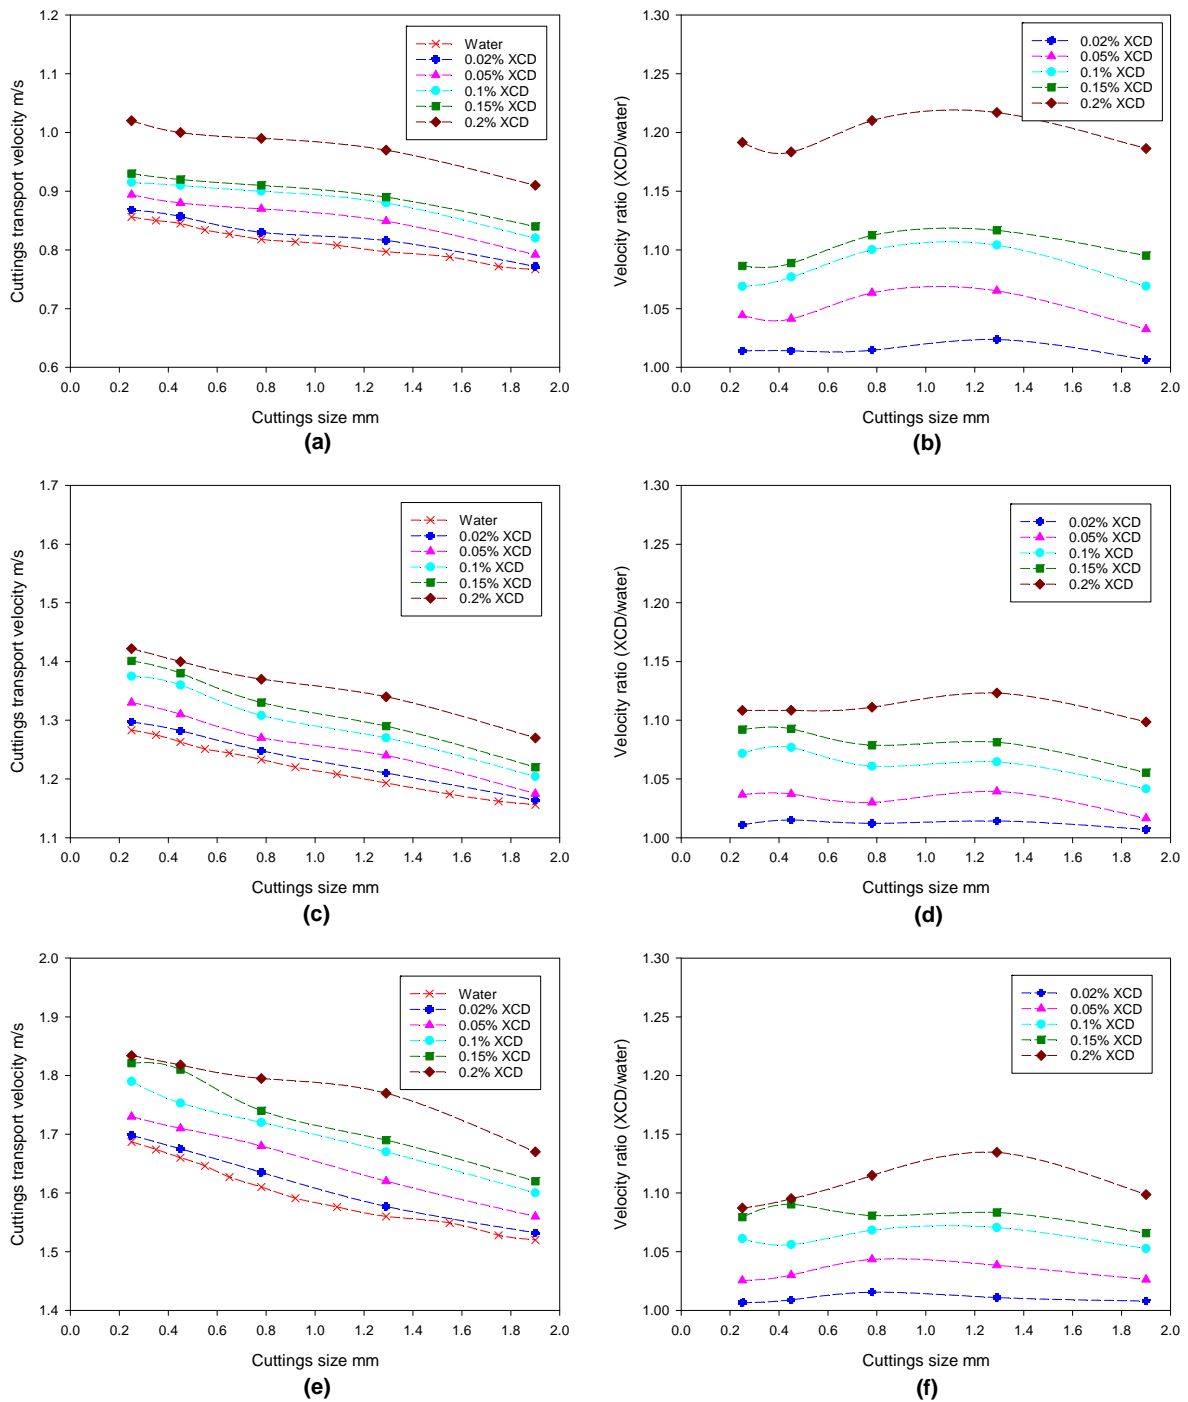 1.2
1.1
1.0
0.9
0.8
0.7
0.6
Cuttings transport velocity m/s
Water
0.02% XCD
0.05% XCD
0.1% XCD
0.15% XCD
0.2% XCD
0.0 0.2 0.4 0.6 0.8 1.0 1.2 1.4 1.6 1.8 2.0
Cuttings size mm
(a)
1.30
1.25
1.20
1.15
1.10
1.05
1.00
Velocity ratio (XCD/water)
0.02% XCD
0.05% XCD
0.1% XCD
0.15% XCD
0.2% XCD
0.0 0.2 0.4 0.6 0.8 1.0 1.2 1.4 1.6 1.8 2.0
Cuttings size mm
(b)
1.7
1.6
1.5
1.4
1.3
1.2
1.1
Cuttings transport velocity m/s
Water
0.02% XCD
0.05% XCD
0.1% XCD
0.15% XCD
0.2% XCD
0.0 0.2 0.4 0.6 0.8 1.0 1.2 1.4 1.6 1.8 2.0
Cuttings size mm
(c)
1.30
1.25
1.20
1.15
1.10
1.05
1.00
Velocity ratio (XCD/water)
0.02% XCD
0.05% XCD
0.1% XCD
0.15% XCD
0.2% XCD
0.0 0.2 0.4 0.6 0.8 1.0 1.2 1.4 1.6 1.8 2.0
Cuttings size mm
(d)
2.0
1.9
1.8
1.7
1.6
1.5
1.4
Cuttings transport velocity m/s
Water
0.02% XCD
0.05% XCD
0.1% XCD
0.15% XCD
0.2% XCD
0.0 0.2 0.4 0.6 0.8 1.0 1.2 1.4 1.6 1.8 2.0
Cuttings size mm
(e)
1.30
1.25
1.20
1.15
1.10
1.05
1.00
Velocity ratio (XCD/water)
0.02% XCD
0.05% XCD
0.1% XCD
0.15% XCD
0.2% XCD
0.0 0.2 0.4 0.6 0.8 1.0 1.2 1.4 1.6 1.8 2.0
Cuttings size mm
(f)